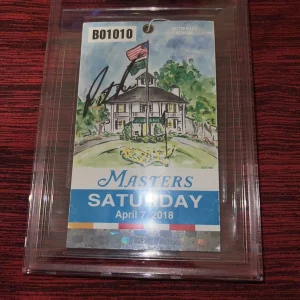 B01010
MASTERS
SATURDAY
April 7, 2018